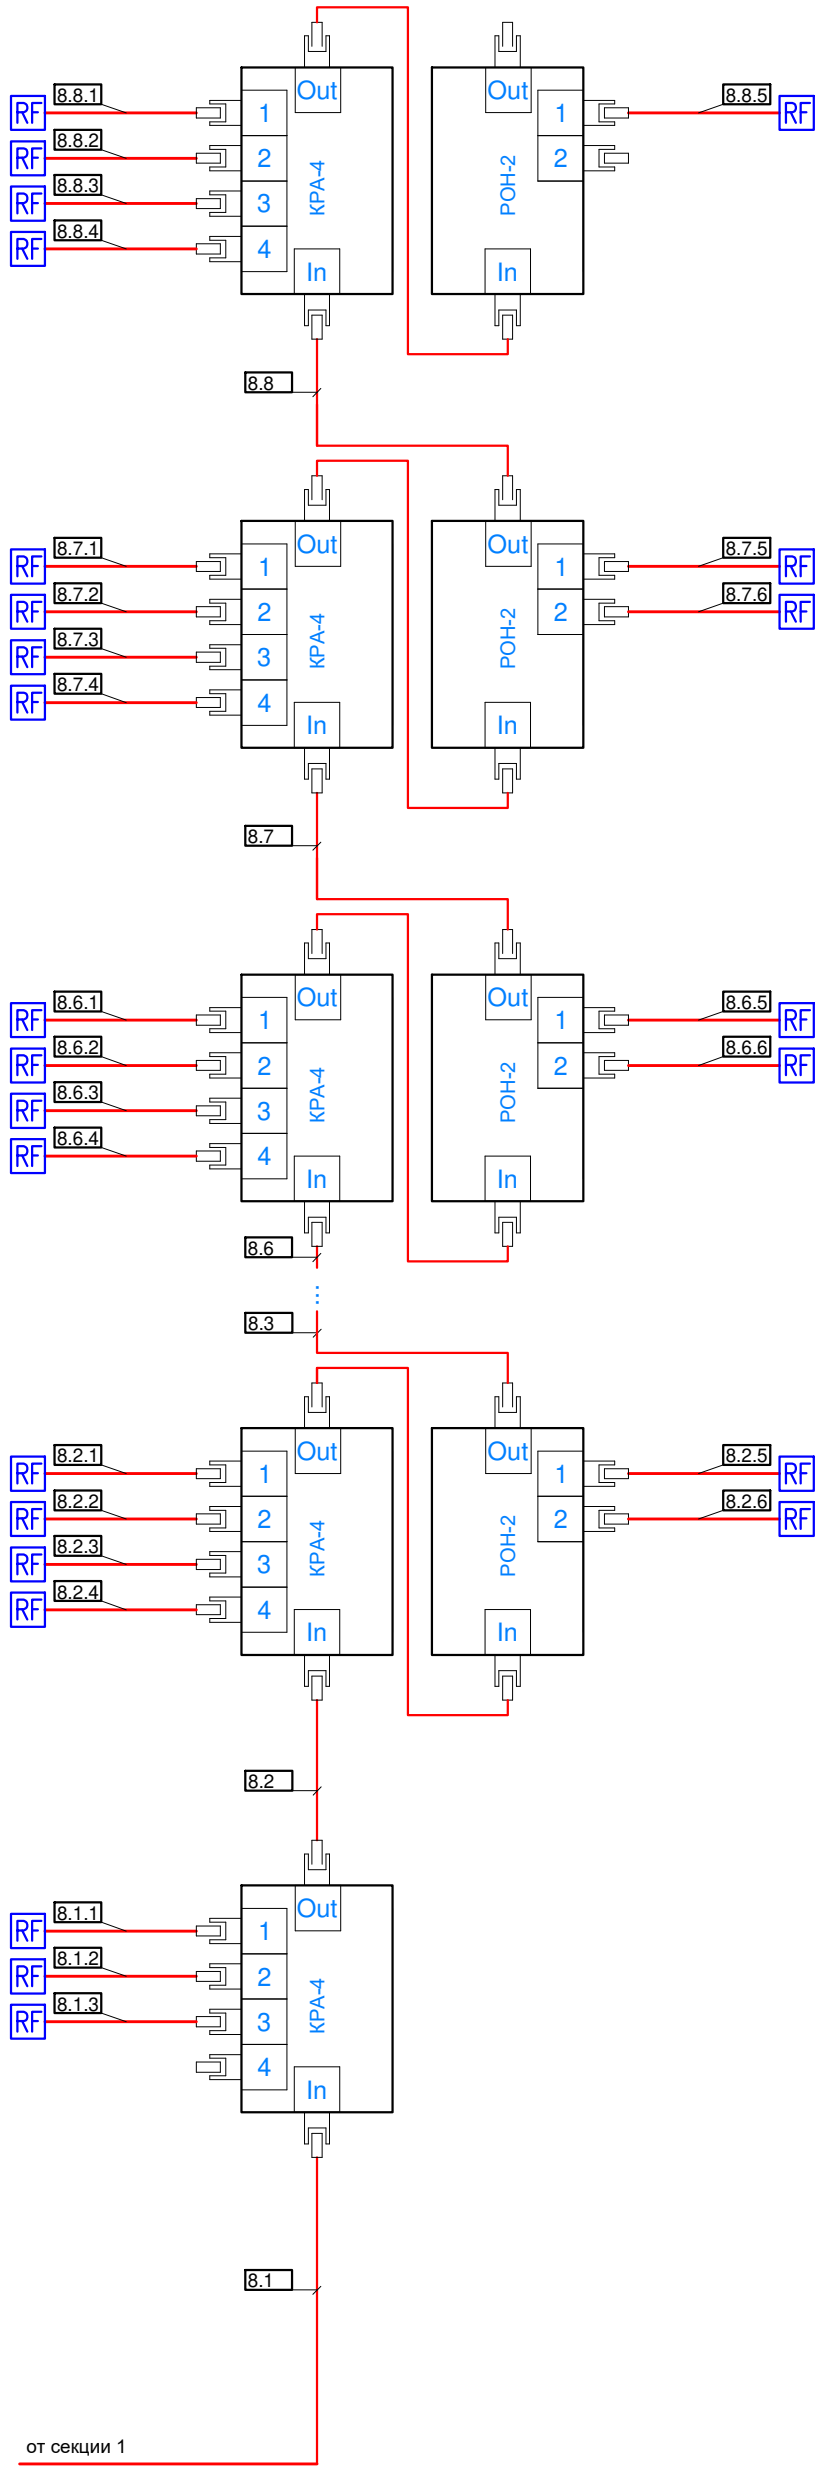 Out
Out
8.8.1
RF
1
1
8.8.5
RF
8.8.2
RF
2
2
8.8.3
RF
3
КРА-4
РОН-2
8.8.4
RF
4
In
In
8.8
Out
Out
8.7.1
RF
1
1
8.7.5
RF
8.7.2
RF
2
2
8.7.6
RF
8.7.3
RF
3
КРА-4
РОН-2
8.7.4
RF
4
In
In
8.7
Out
Out
8.6.1
RF
1
1
8.6.5
RF
8.6.2
RF
2
2
8.6.6
RF
8.6.3
RF
3
КРА-4
РОН-2
8.6.4
RF
4
In
In
8.6
...
8.3
Out
Out
8.2.1
RF
1
1
8.2.5
RF
8.2.2
RF
2
2
8.2.6
RF
8.2.3
RF
3
КРА-4
РОН-2
8.2.4
RF
4
In
In
8.2
Out
8.1.1
RF
1
8.1.2
RF
2
8.1.3
RF
3
КРА-4
4
In
8.1
от секции 1